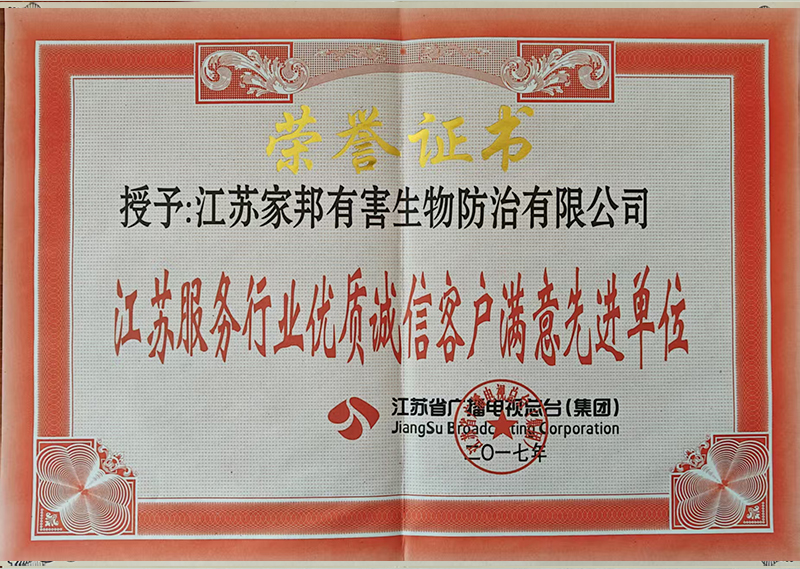 荣誉证书
授予:江苏家邦有害生物防治有限公司
江苏服务行业优质诚信客户满意先进单位
江苏省广播电视总台(集团)
JiangSu Broadcasting Corporation
二〇一七年